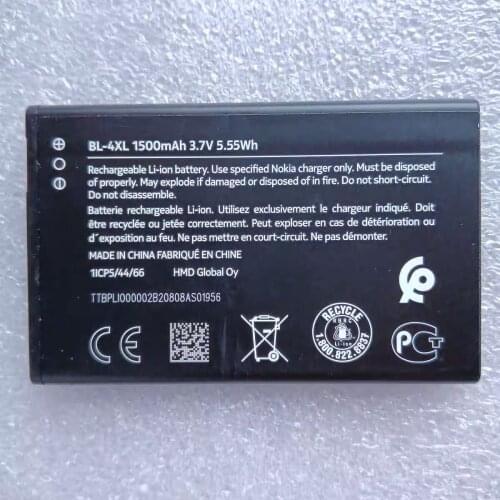 BL-4XL 1500mAh 3.7V 5.55Wh
Rechargeable Li-ion battery. Use specified Nokia charger only. Must be disposed
of properly. May explode if damaged or disposed of in fire. Do not short-circuit.
Do not disassemble.
Batterie rechargeable Li-ion. Utilisez exclusivement le chargeur indiqué. Doit être
recyclée ou jetée correctement. Peut exploser en cas de détérioration ou
d´exposition au feu. Ne pas court-circuiter. Ne pas démonter.
MADE IN CHINA FABRIQUÉ EN CHINE
1ICP5/44/66 HMD Global Oy
TTBPLI000002B20808AS01956
CE
RECYCLE
Li-ion
1.800.822.8837
PCT